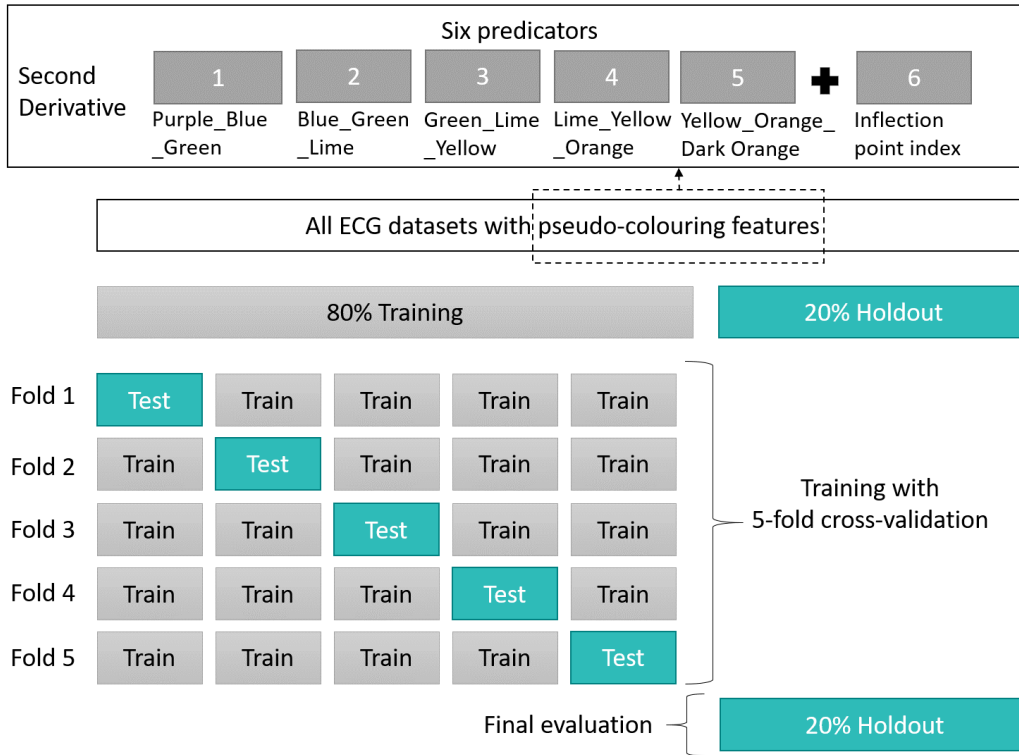 Six predicators
Second
Derivative
1
2
3
4
5
6
Purple_Blue
_Green
Blue_Green
_Lime
Green_Lime
_Yellow
Lime_Yellow
_Orange
Yellow_Orange_
Dark Orange
Inflection
point index
All ECG datasets with pseudo-colouring features
80% Training
20% Holdout
Fold 1
Test
Train
Train
Train
Train
Fold 2
Train
Test
Train
Train
Train
Fold 3
Train
Train
Test
Train
Train
Fold 4
Train
Train
Train
Test
Train
Fold 5
Train
Train
Train
Train
Test
Training with
5-fold cross-validation
Final evaluation
20% Holdout